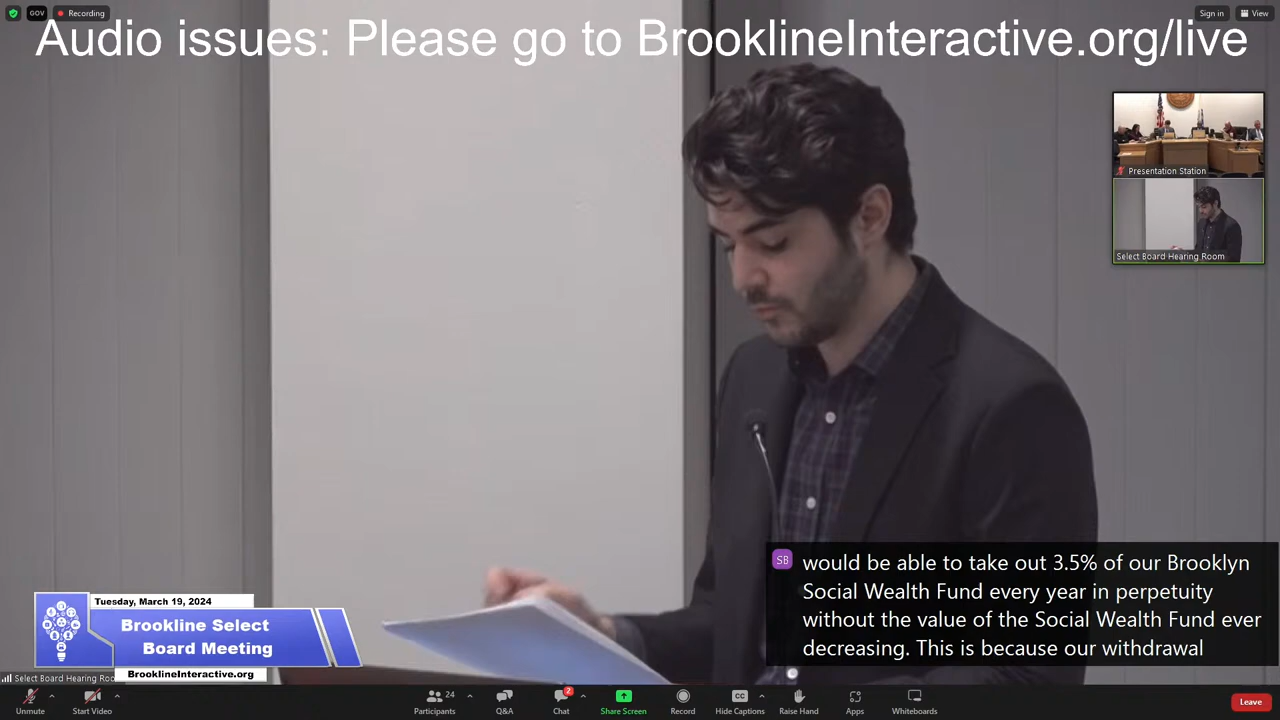 GOV
Recording
Sign in
View
Audio issues: Please go to BrooklineInteractive.org/live
Presentation Station
Select Board Hearing Room
SB
would be able to take out 3.5% of our Brooklyn
Social Wealth Fund every year in perpetuity
without the value of the Social Wealth Fund ever
decreasing. This is because our withdrawal
Tuesday, March 19, 2024
Brookline Select
Board Meeting
BrooklineInteractive.org
Select Board Hearing Roo
Unmute
Start Video
Participants
24
Q&A
Chat
2
Share Screen
Record
CC
Hide Captions
Raise Hand
Apps
Whiteboards
Leave